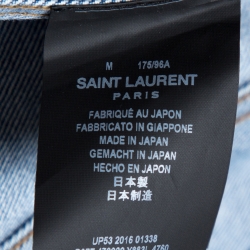 M 175/96A
SAINT LAURENT
PARIS
FABRIQUÉ AU JAPON
FABBRICATO IN GIAPPONE
MADE IN JAPAN
GEMACHT IN JAPAN
HECHO EN JAPON
日本製
日本制造
UP53 2016 01338